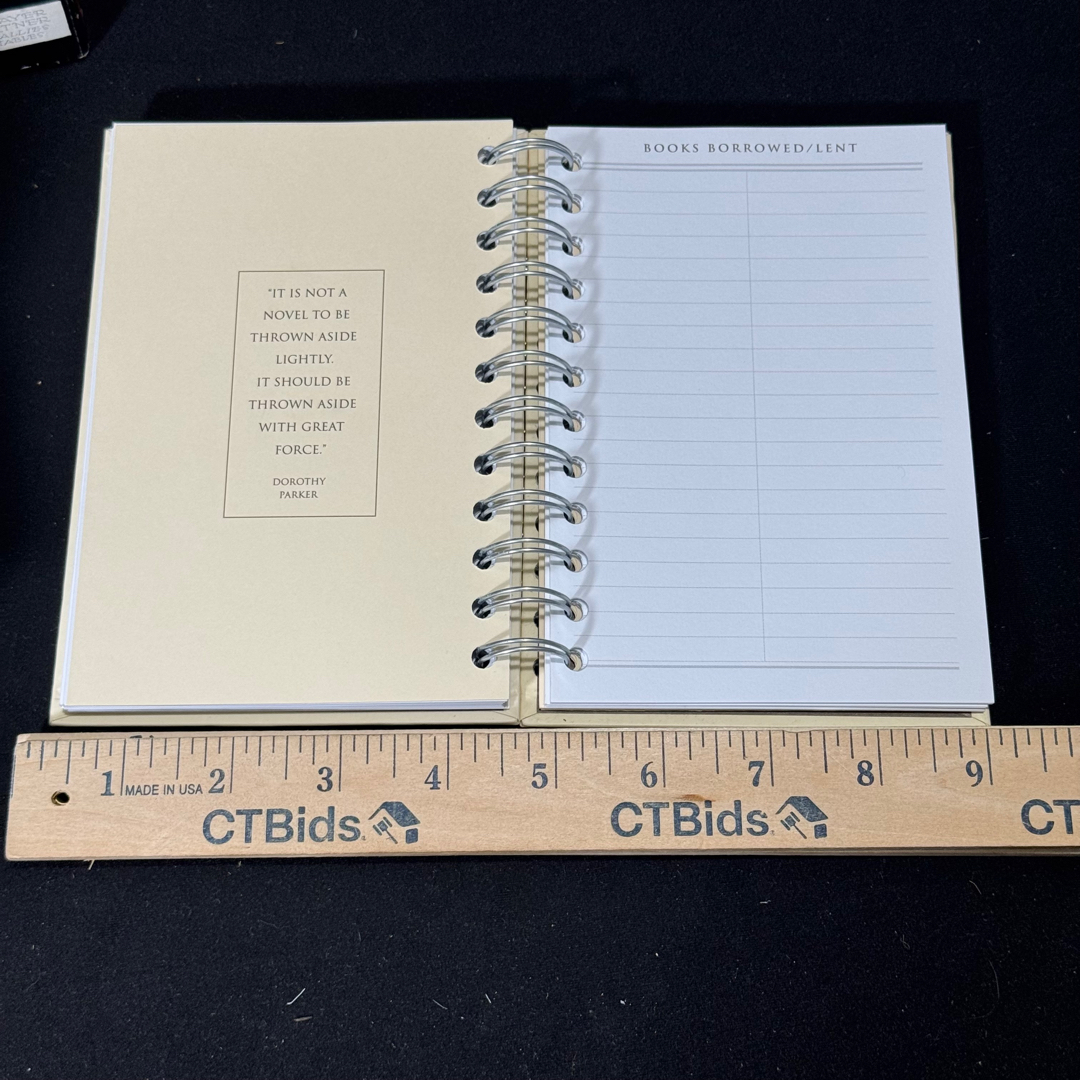 BOOKS BORROWED/LENT
"IT IS NOT A
NOVEL TO BE
THROWN ASIDE
LIGHTLY.
IT SHOULD BE
THROWN ASIDE
WITH GREAT
FORCE."
DOROTHY
PARKER
1 2 3 4 5 6 7 8 9
MADE IN USA
CTBids. CTBids. CT